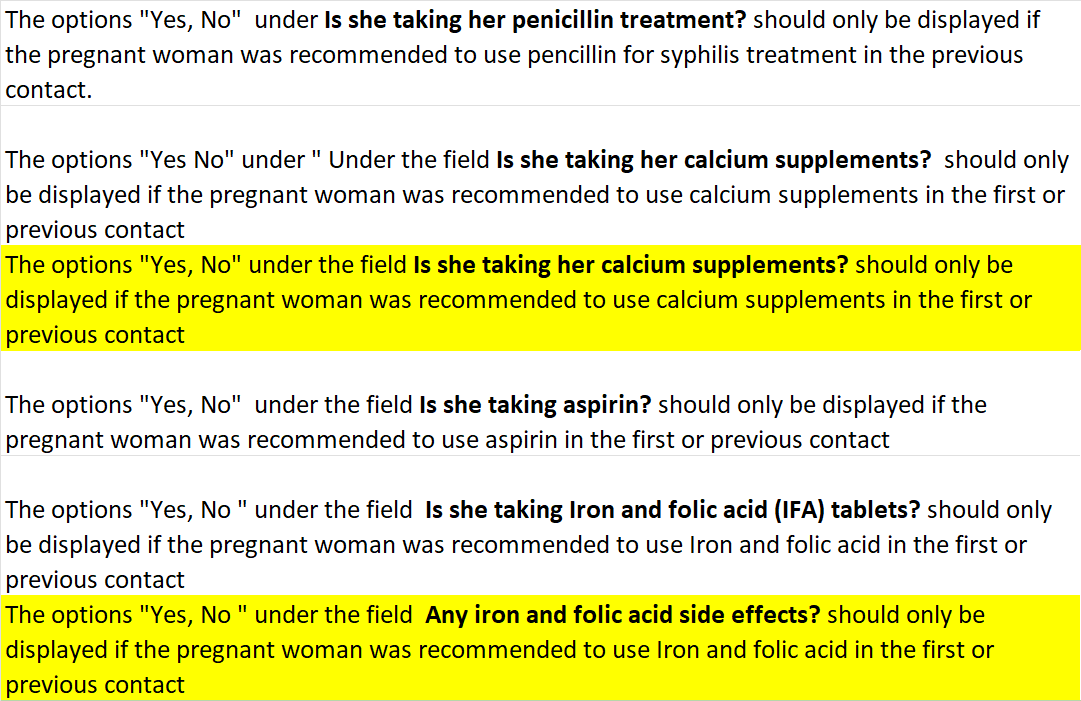 The options "Yes, No"  under Is she taking her penicillin treatment? should only be displayed if
the pregnant woman was recommended to use pencillin for syphilis treatment in the previous
contact.
The options "Yes No" under " Under the field Is she taking her calcium supplements?  should only
be displayed if the pregnant woman was recommended to use calcium supplements in the first or
previous contact
The options "Yes, No" under the field Is she taking her calcium supplements? should only be
displayed if the pregnant woman was recommended to use calcium supplements in the first or
previous contact
The options "Yes, No"  under the field Is she taking aspirin? should only be displayed if the
pregnant woman was recommended to use aspirin in the first or previous contact
The options "Yes, No " under the field  Is she taking Iron and folic acid (IFA) tablets? should only
be displayed if the pregnant woman was recommended to use Iron and folic acid in the first or
previous contact
The options "Yes, No " under the field  Any iron and folic acid side effects? should only be
displayed if the pregnant woman was recommended to use Iron and folic acid in the first or
previous contact